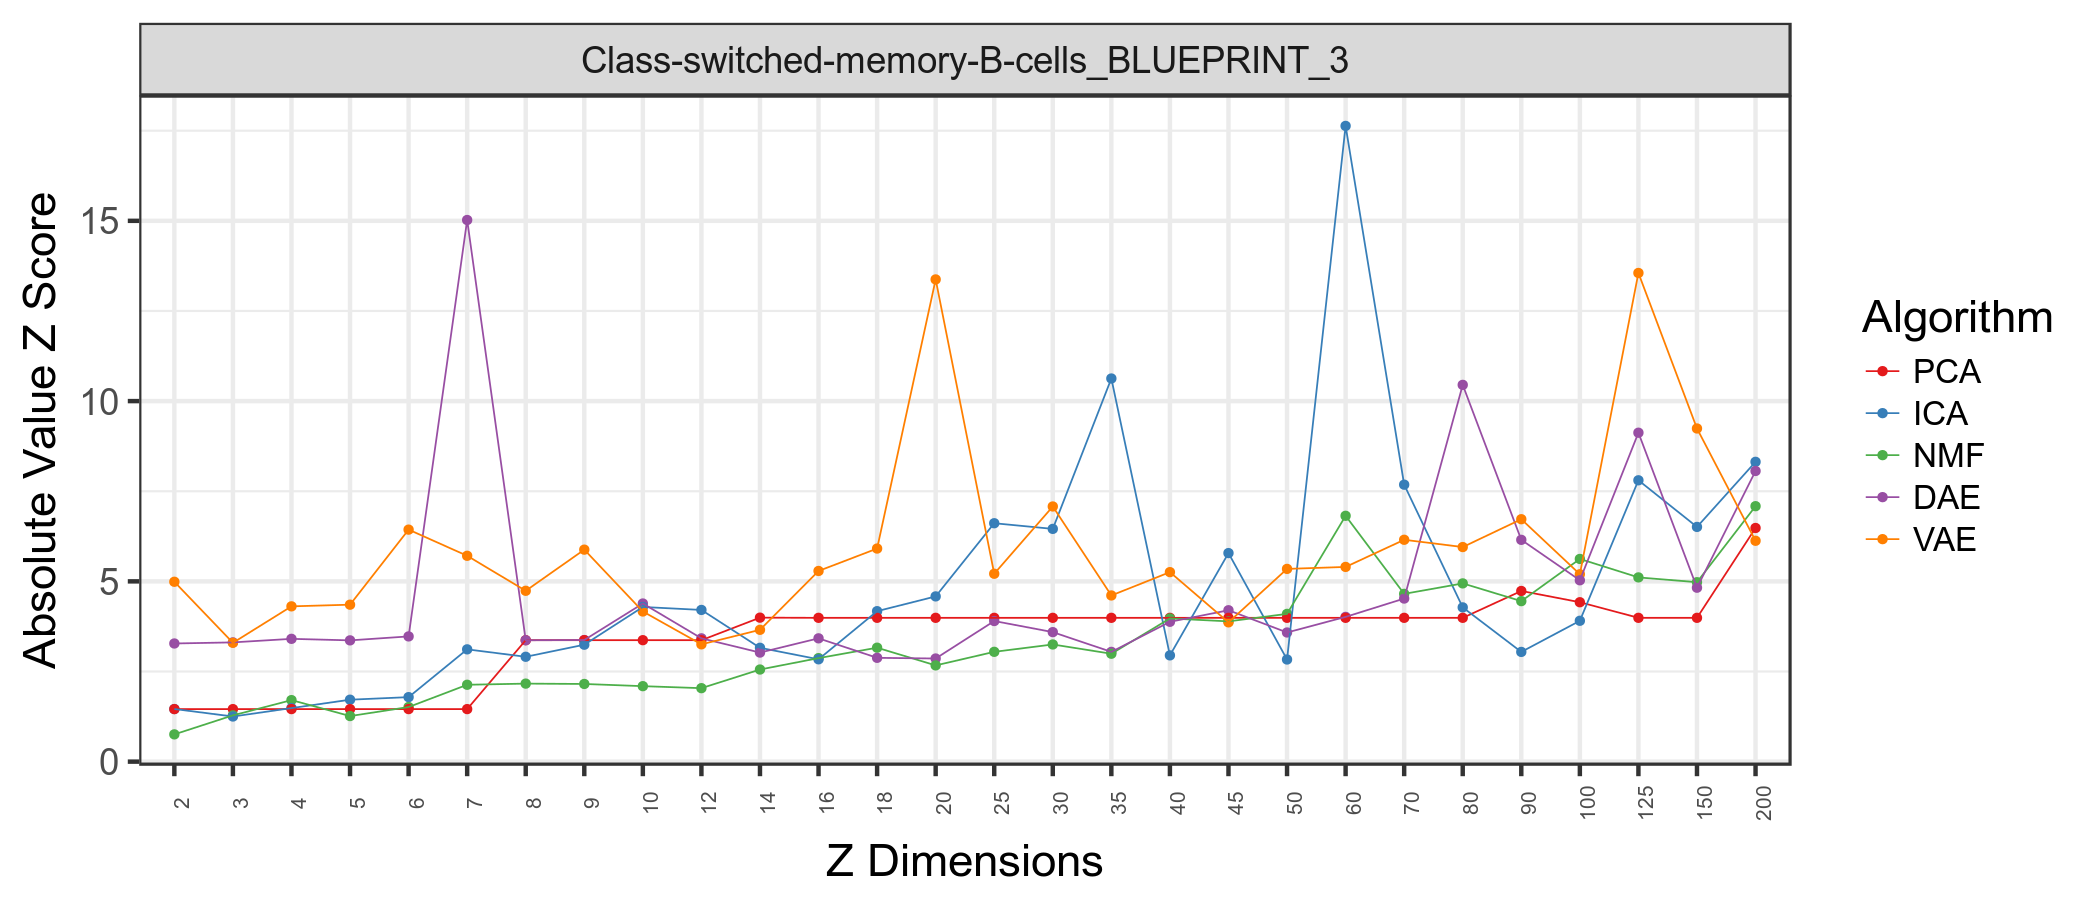 Class-switched-memory-B-cells_BLUEPRINT_3
Absolute Value Z Score
15
10
5
0
2 3 4 5 6 7 8 9 10 12 14 16 18 20 25 30 35 40 45 50 60 70 80 90 100 125 150 200
Z Dimensions
Algorithm
PCA
ICA
NMF
DAE
VAE